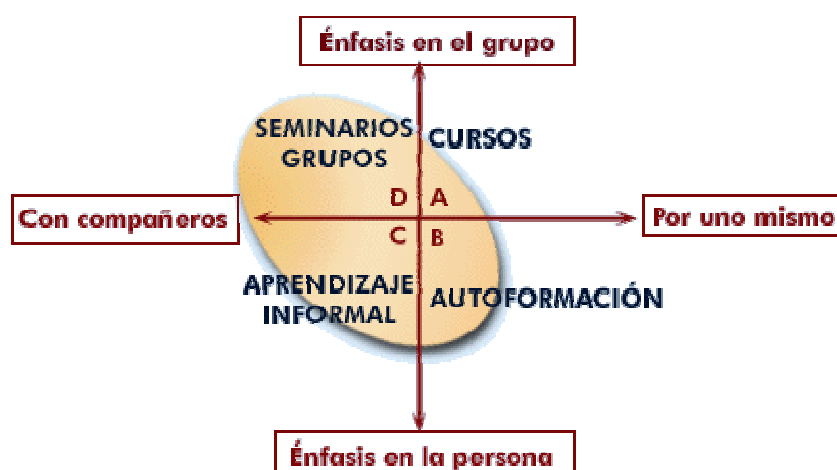 Énfasis en el grupo
SEMINARIOS
GRUPOS
CURSOS
D A
Con compañeros
Por uno mismo
C B
APRENDIZAJE
INFORMAL
AUTOFORMACIÓN
Énfasis en la persona